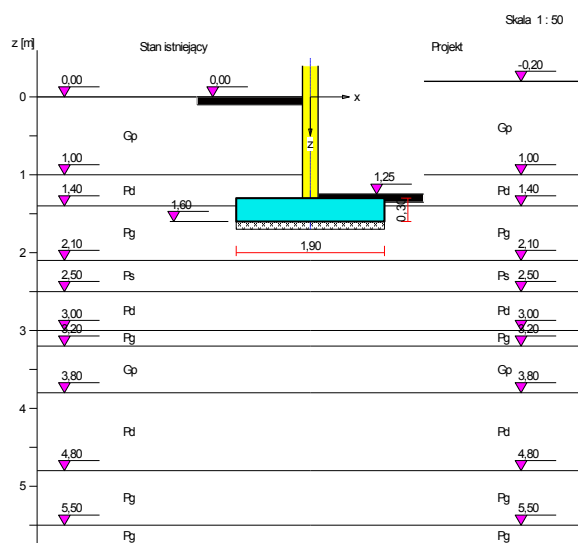 Skala 1 : 50
z [m]
Stan istniejący
Projekt
-0,20
0,00
0,00
0
x
Gp
Gp
z
1,00
1,00
1
1,25
Pd
Pd
1,40
1,40
1,60
0,30
Pg
Pg
1,90
2,10
2,10
2
Ps
Ps
2,50
2,50
Pd
Pd
3,00
3,00
3
3,20
3,20
Pg
Pg
Gp
Gp
3,80
3,80
4
Pd
Pd
4,80
4,80
5
Pg
Pg
5,50
5,50
Pg
Pg